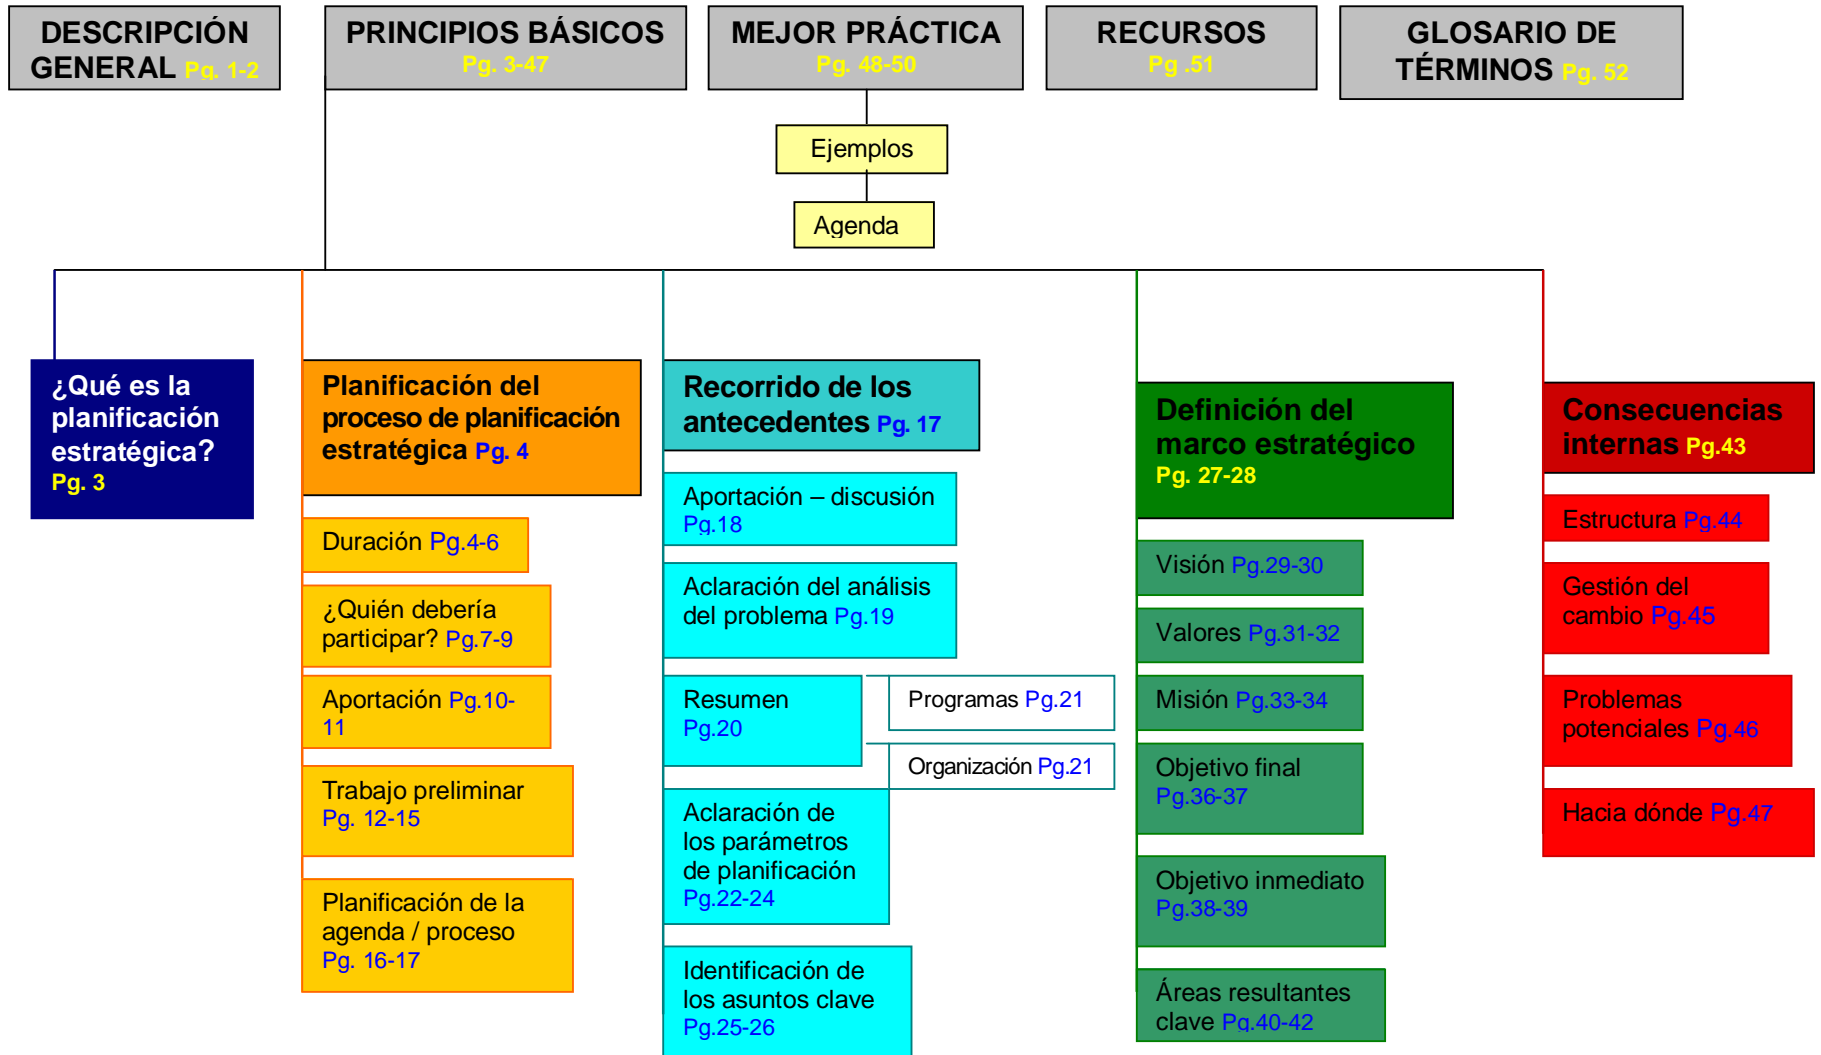 DESCRIPCIÓN
GENERAL Pg. 1-2
PRINCIPIOS BÁSICOS
Pg. 3-47
MEJOR PRÁCTICA
Pg. 48-50
RECURSOS
Pg .51
GLOSARIO DE
TÉRMINOS Pg. 52
Ejemplos
Agenda
¿Qué es la
planificación
estratégica?
Pg. 3
Planificación del
proceso de planificación
estratégica Pg. 4
Duración Pg.4-6
¿Quién debería
participar? Pg.7-9
Aportación Pg.10-
11
Trabajo preliminar
Pg. 12-15
Planificación de la
agenda / proceso
Pg. 16-17
Recorrido de los
antecedentes Pg. 17
Aportación – discusión
Pg.18
Aclaración del análisis
del problema Pg.19
Resumen
Pg.20
Programas Pg.21
Organización Pg.21
Aclaración de
los parámetros
de planificación
Pg.22-24
Identificación de
los asuntos clave
Pg.25-26
Definición del
marco estratégico
Pg. 27-28
Visión Pg.29-30
Valores Pg.31-32
Misión Pg.33-34
Objetivo final
Pg.36-37
Objetivo inmediato
Pg.38-39
Áreas resultantes
clave Pg.40-42
Consecuencias
internas Pg.43
Estructura Pg.44
Gestión del
cambio Pg.45
Problemas
potenciales Pg.46
Hacia dónde Pg.47